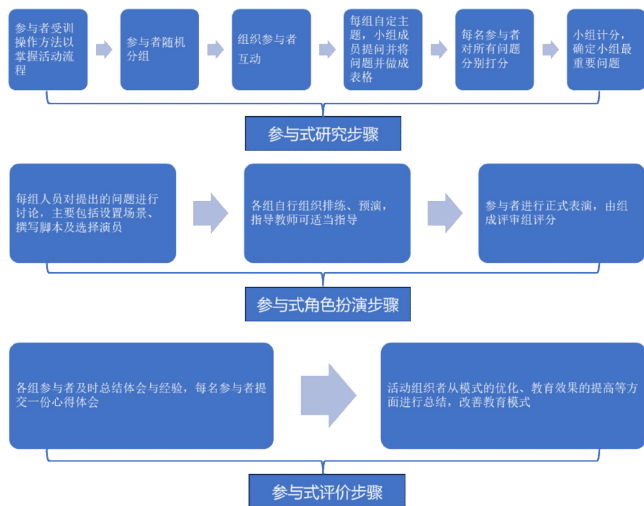 参与者受训
操作方法以
掌握活动流
程
参与者随机
分组
组织参与者
互动
每组自定主
题，小组成
员提问并将
问题并做成
表格
每名参与者
对所有问题
分别打分
小组计分，
确定小组最
重要问题
参与式研究步骤
每组人员对提出的问题进行
讨论，主要包括设置场景、
撰写脚本及选择演员
各组自行组织排练、预演，
指导教师可适当指导
参与者进行正式表演，由组
成评审组评分
参与式角色扮演步骤
各组参与者及时总结体会与经验，每名参与者提
交一份心得体会
活动组织者从模式的优化、教育效果的提高等方
面进行总结，改善教育模式
参与式评价步骤